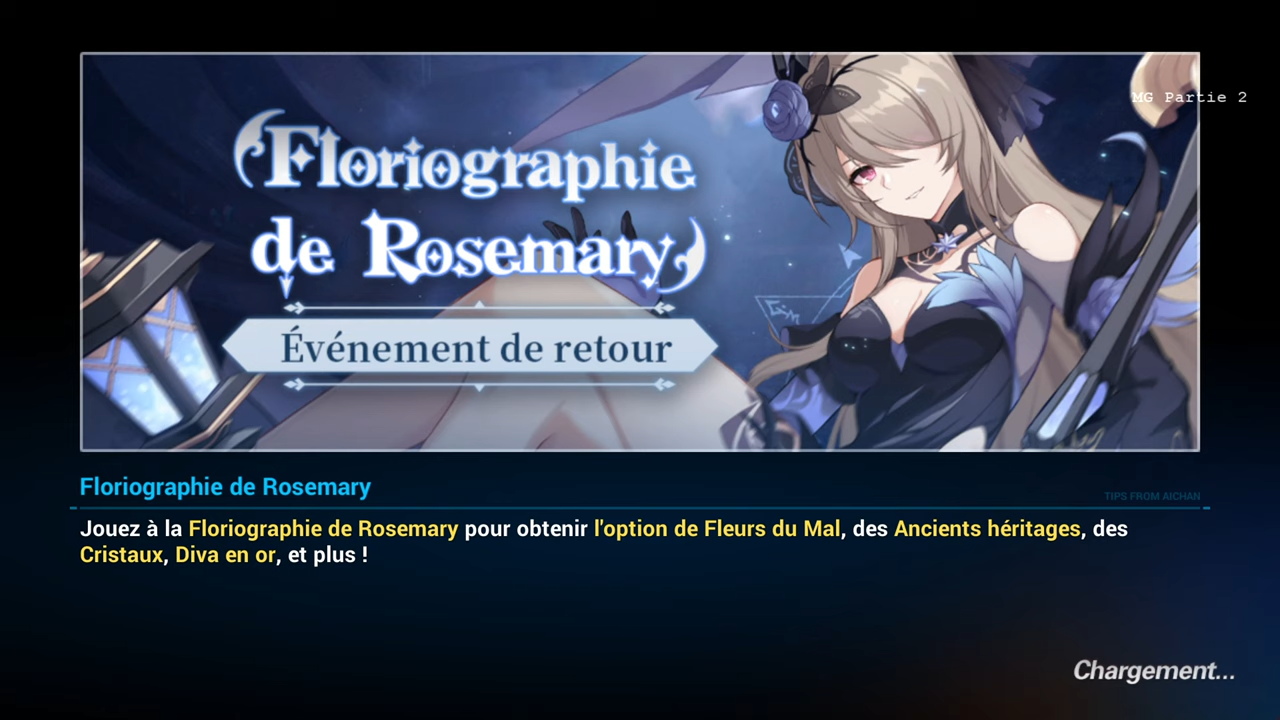 MG Partie 2
Floriographie
de Rosemary
Événement de retour
Floriographie de Rosemary
TIPS FROM AICHAN
Jouez à la Floriographie de Rosemary pour obtenir l'option de Fleurs du Mal, des Anciens héritages, des
Cristaux, Diva en or, et plus !
Chargement...